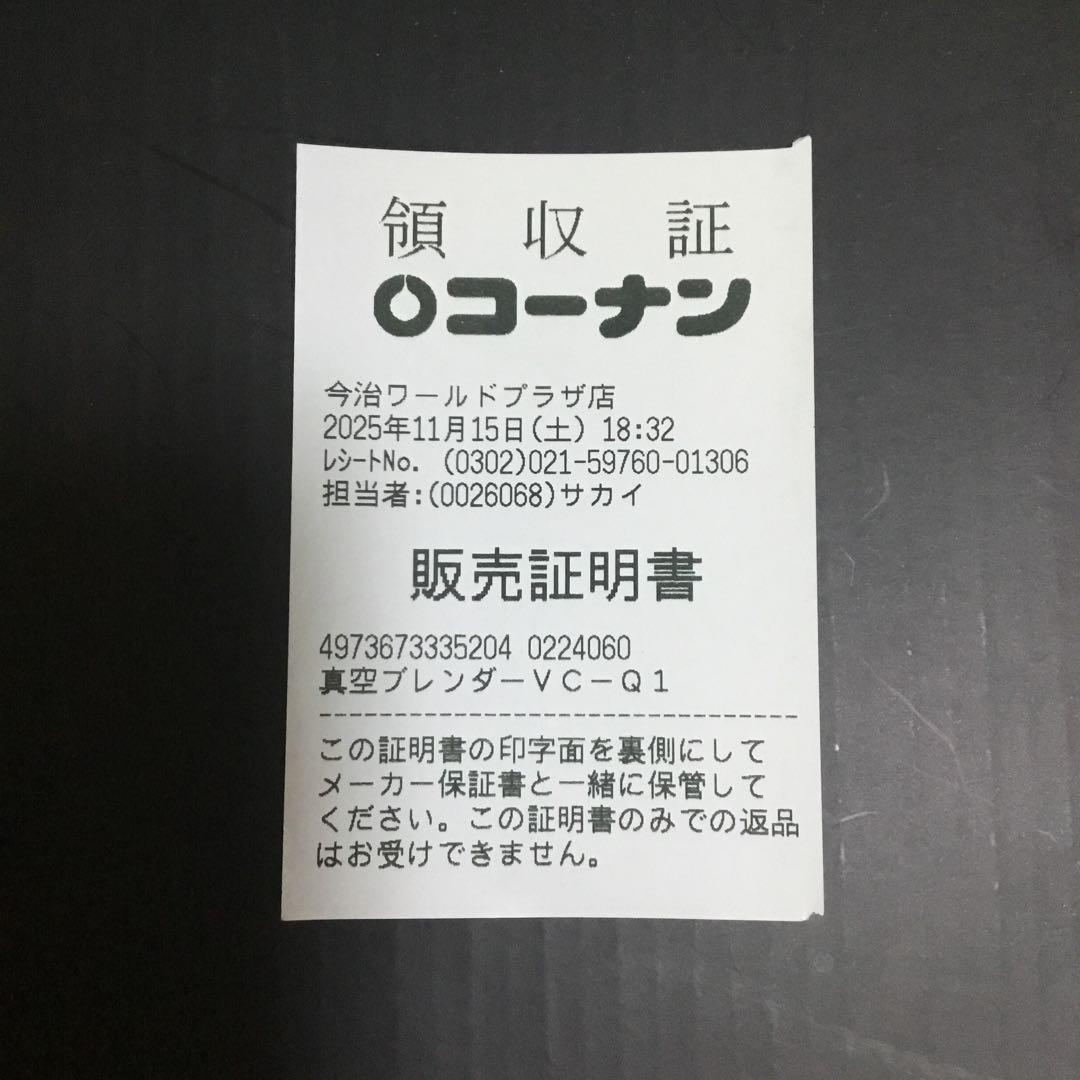 領収証
コーナン
今治ワールドプラザ店
2025年11月15日(土) 18:32
ﾚｼｰﾄNo. (0302)021-59760-01306
担当者:(0026068)サカイ
販売証明書
4973673335204 0224060
真空ブレンダーＶＣ－Ｑ１
--------------------------------
この証明書の印字面を裏側にして
メーカー保証書と一緒に保管して
ください。この証明書のみでの返品
はお受けできません。